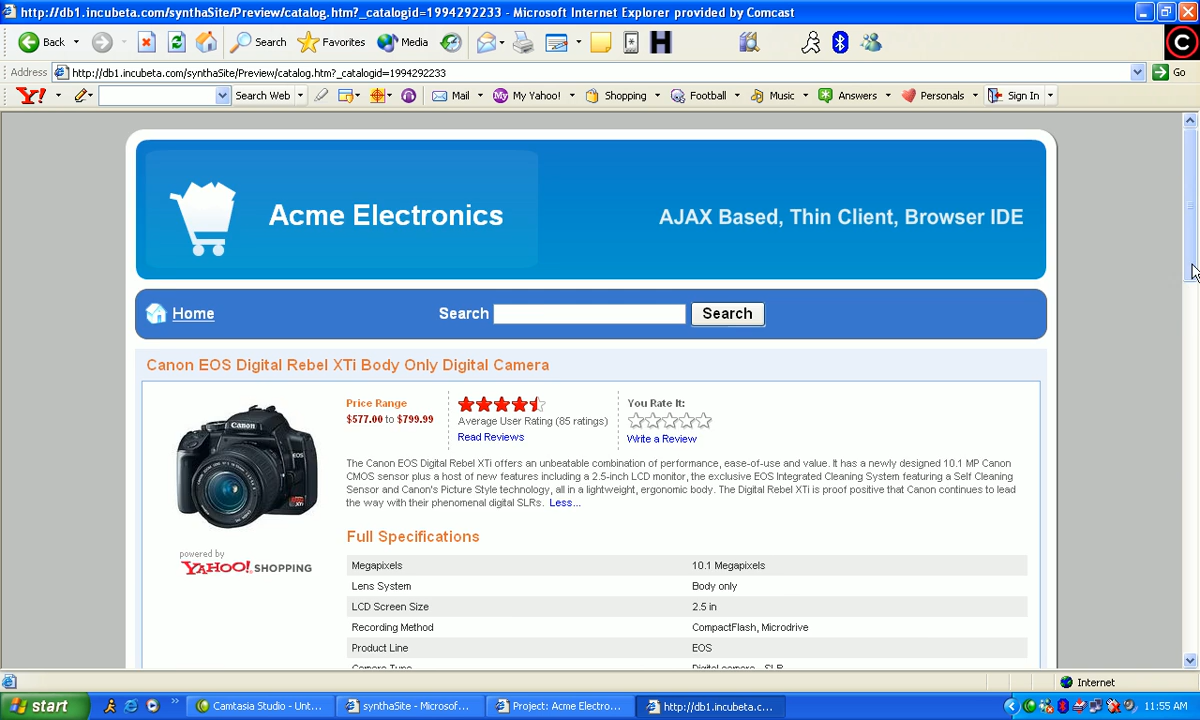 http://db1.incubeta.com/synthaSite/Preview/catalog.htm?_catalogid=1994292233 - Microsoft Internet Explorer provided by Comcast
Back Search Favorites Media
Address http://db1.incubeta.com/synthaSite/Preview/catalog.htm?_catalogid=1994292233 Go
Y! Search Web Mail My Yahoo! Shopping Football Music Answers Personals Sign In
Acme Electronics AJAX Based, Thin Client, Browser IDE
Home Search Search
Canon EOS Digital Rebel XTi Body Only Digital Camera
Price Range
$577.00 to $799.99
Average User Rating (85 ratings)
Read Reviews
You Rate It:
Write a Review
The Canon EOS Digital Rebel XTi offers an unbeatable combination of performance, ease-of-use and value. It has a newly designed 10.1 MP Canon
CMOS sensor plus a host of new features including a 2.5-inch LCD monitor, the exclusive EOS Integrated Cleaning System featuring a Self Cleaning
Sensor and Canon's Picture Style technology, all in a lightweight, ergonomic body. The Digital Rebel XTi is proof positive that Canon continues to lead
the way with their phenomenal digital SLRs. Less...
Canon
EOS
powered by
YAHOO! SHOPPING
Full Specifications
Megapixels 10.1 Megapixels
Lens System Body only
LCD Screen Size 2.5 in
Recording Method CompactFlash, Microdrive
Product Line EOS
Camera Type Digital camera - SLR
Internet
start Camtasia Studio - Unt... synthaSite - Microsof... Project: Acme Electro... http://db1.incubeta.c... 11:55 AM